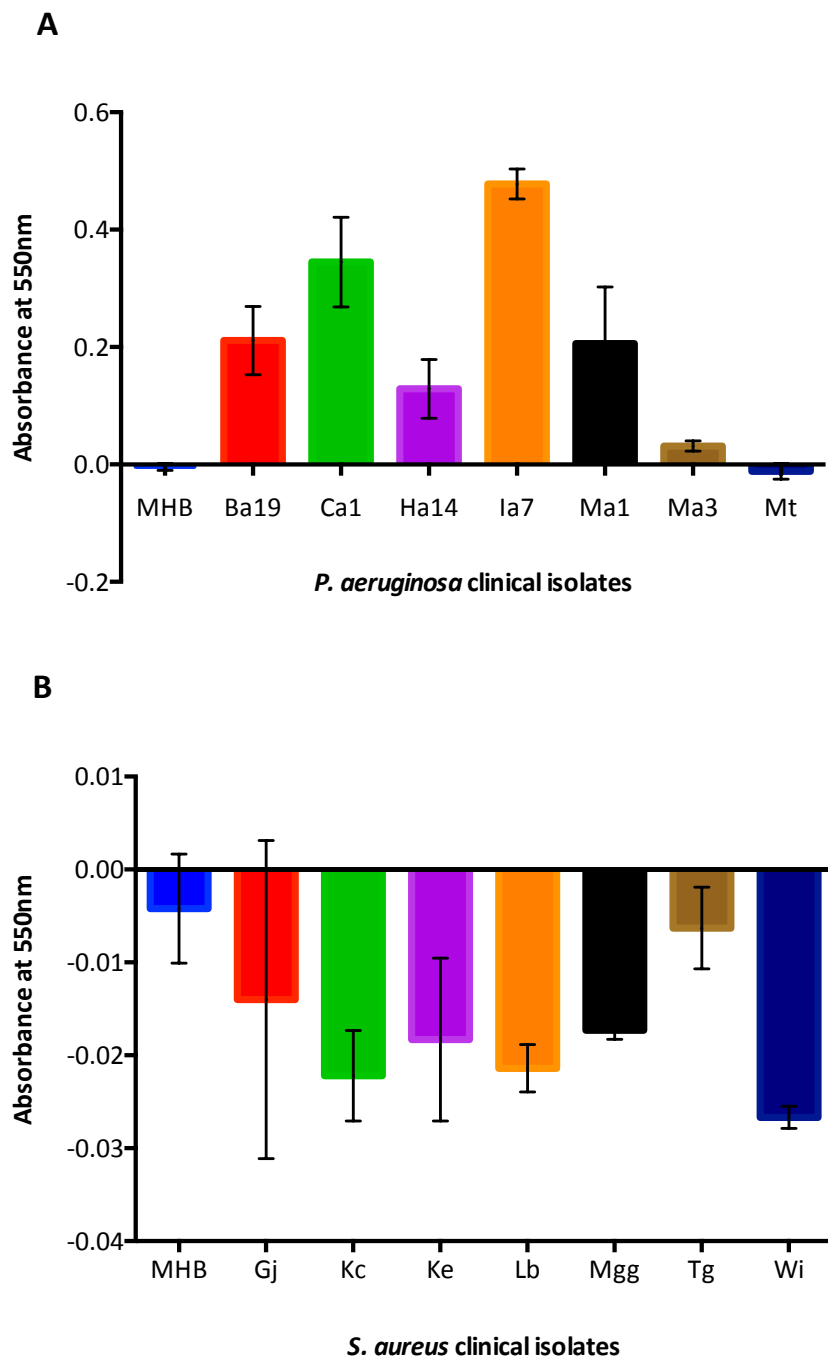 A
0.6
0.4
0.2
0.0
-0.2
Absorbance at 550nm
MHB Ba19 Ca1 Ha14 Ia7 Ma1 Ma3 Mt
P. aeruginosa clinical isolates
B
0.01
0.00
-0.01
-0.02
-0.03
-0.04
Absorbance at 550nm
MHB Gj Kc Ke Lb Mgg Tg Wi
S. aureus clinical isolates